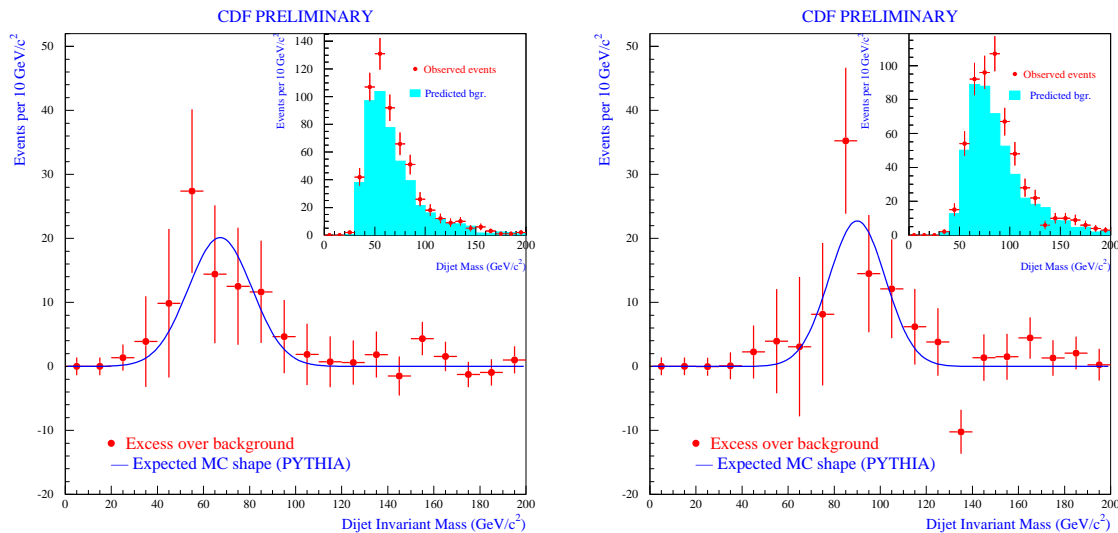 CDF PRELIMINARY
Events per 10 GeV/c²
50
40
30
20
10
0
-10
-20
0 20 40 60 80 100 120 140 160 180 200
Dijet Invariant Mass (GeV/c²)
Excess over background
Expected MC shape (PYTHIA)
Events per 10 GeV/c²
140
120
100
80
60
40
20
0
0 50 100 150 200
Dijet Mass (GeV/c²)
Observed events
Predicted bgr.
CDF PRELIMINARY
Events per 10 GeV/c²
50
40
30
20
10
0
-10
-20
0 20 40 60 80 100 120 140 160 180 200
Dijet Invariant Mass (GeV/c²)
Excess over background
Expected MC shape (PYTHIA)
Events per 10 GeV/c²
100
80
60
40
20
0
0 50 100 150 200
Dijet Mass (GeV/c²)
Observed events
Predicted bgr.